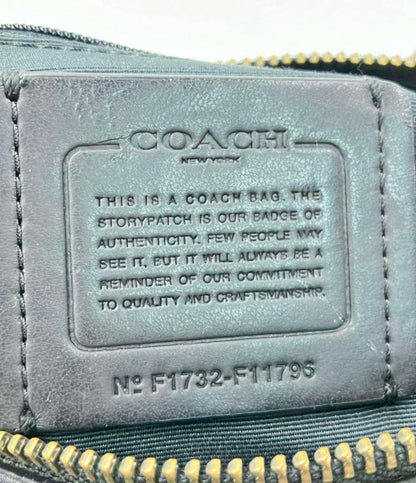 COACH
NEW YORK
THIS IS A COACH BAG. THE
STORYPATCH IS OUR BADGE OF
AUTHENTICITY. FEW PEOPLE MAY
SEE IT, BUT IT WILL ALWAYS BE A
REMINDER OF OUR COMMITMENT
TO QUALITY AND CRAFTSMANSHIP.
Nº F1732-F11796